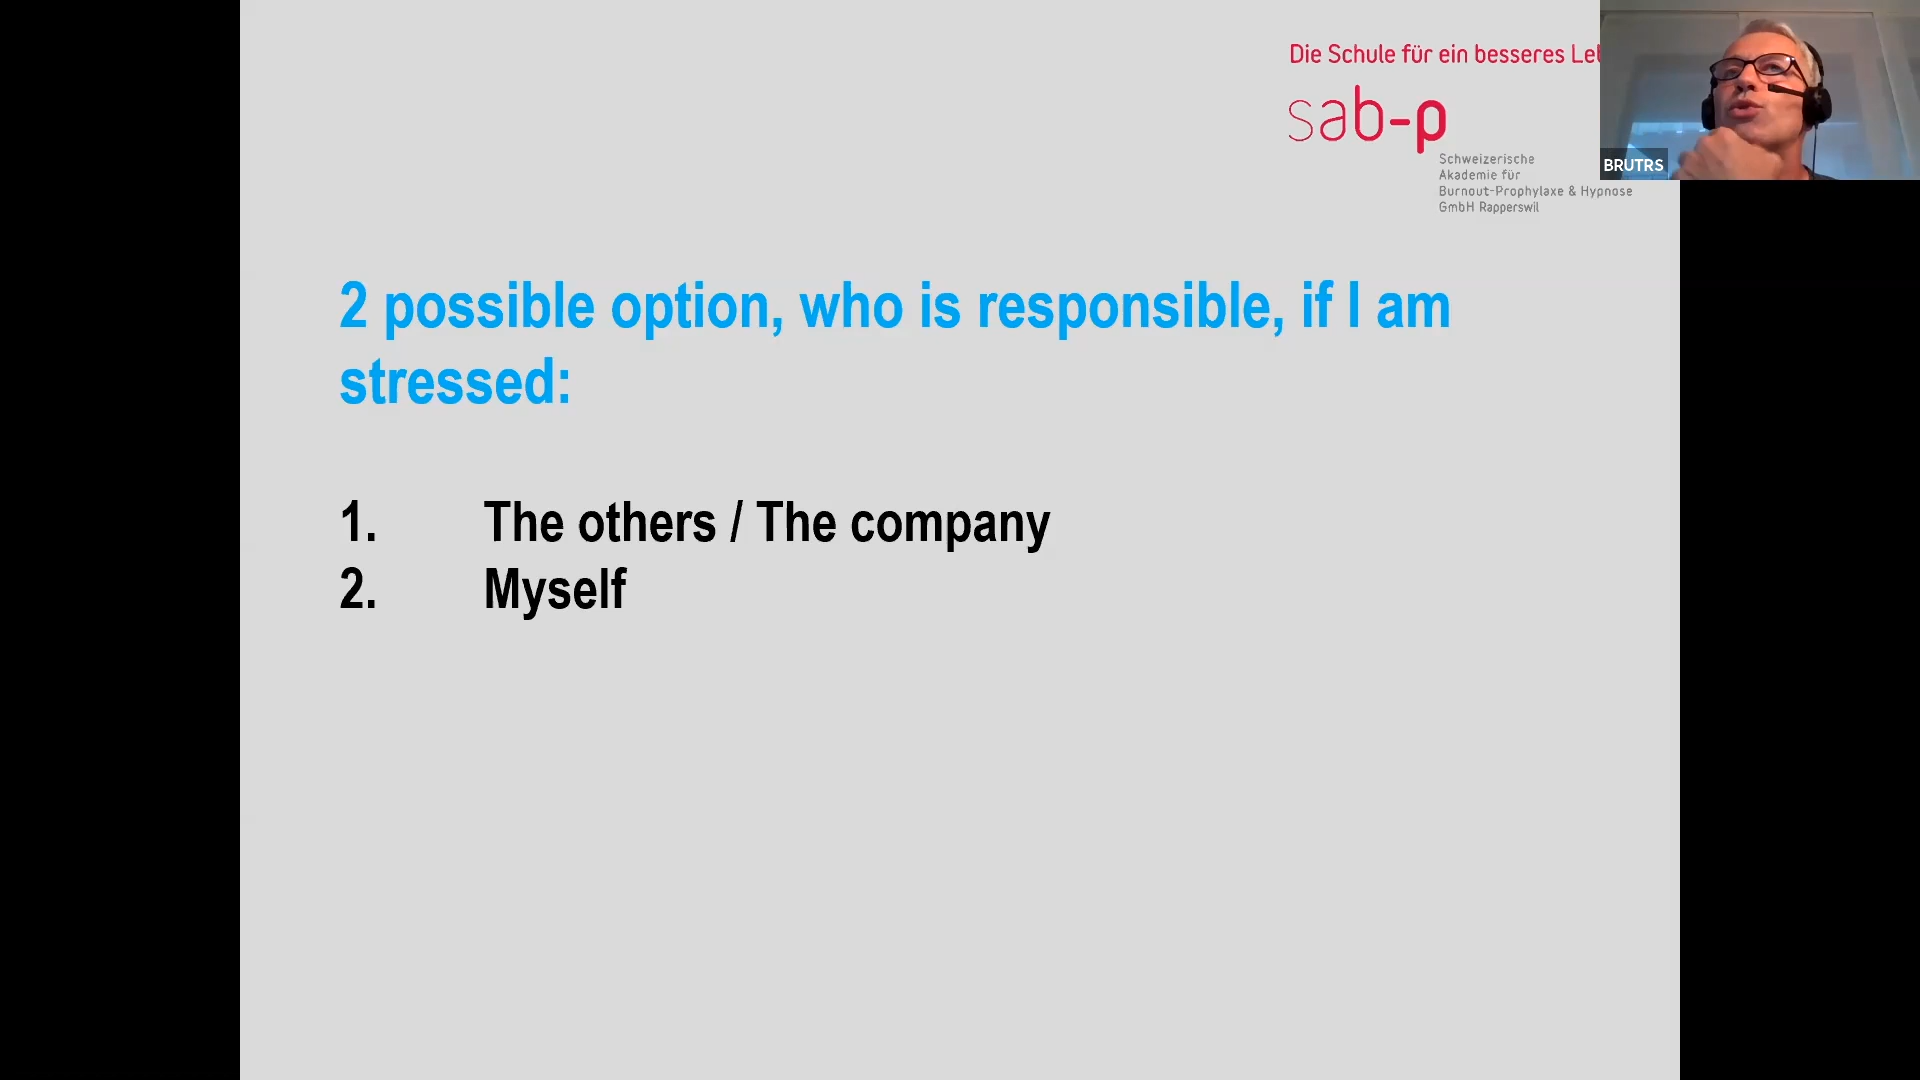 Die Schule für ein besseres
sab-p
Schweizerische
Akademie für
Burnout-Prophylaxe & Hypnose
GmbH Rapperswil
BRUTRS
2 possible option, who is responsible, if I am
stressed:
1. The others / The company
2. Myself